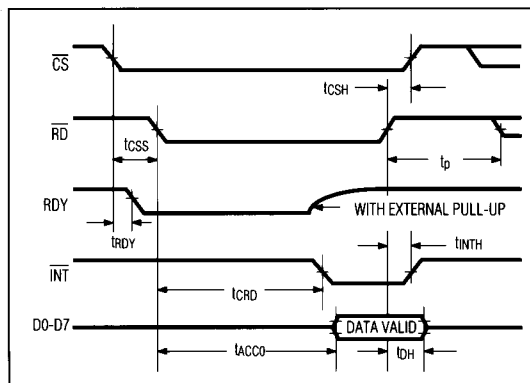 CS
tCSH
RD
tCSS
tp
RDY
WITH EXTERNAL PULL-UP
tRDY
tINTH
INT
tCRD
D0-D7
DATA VALID
tACC0
tDH